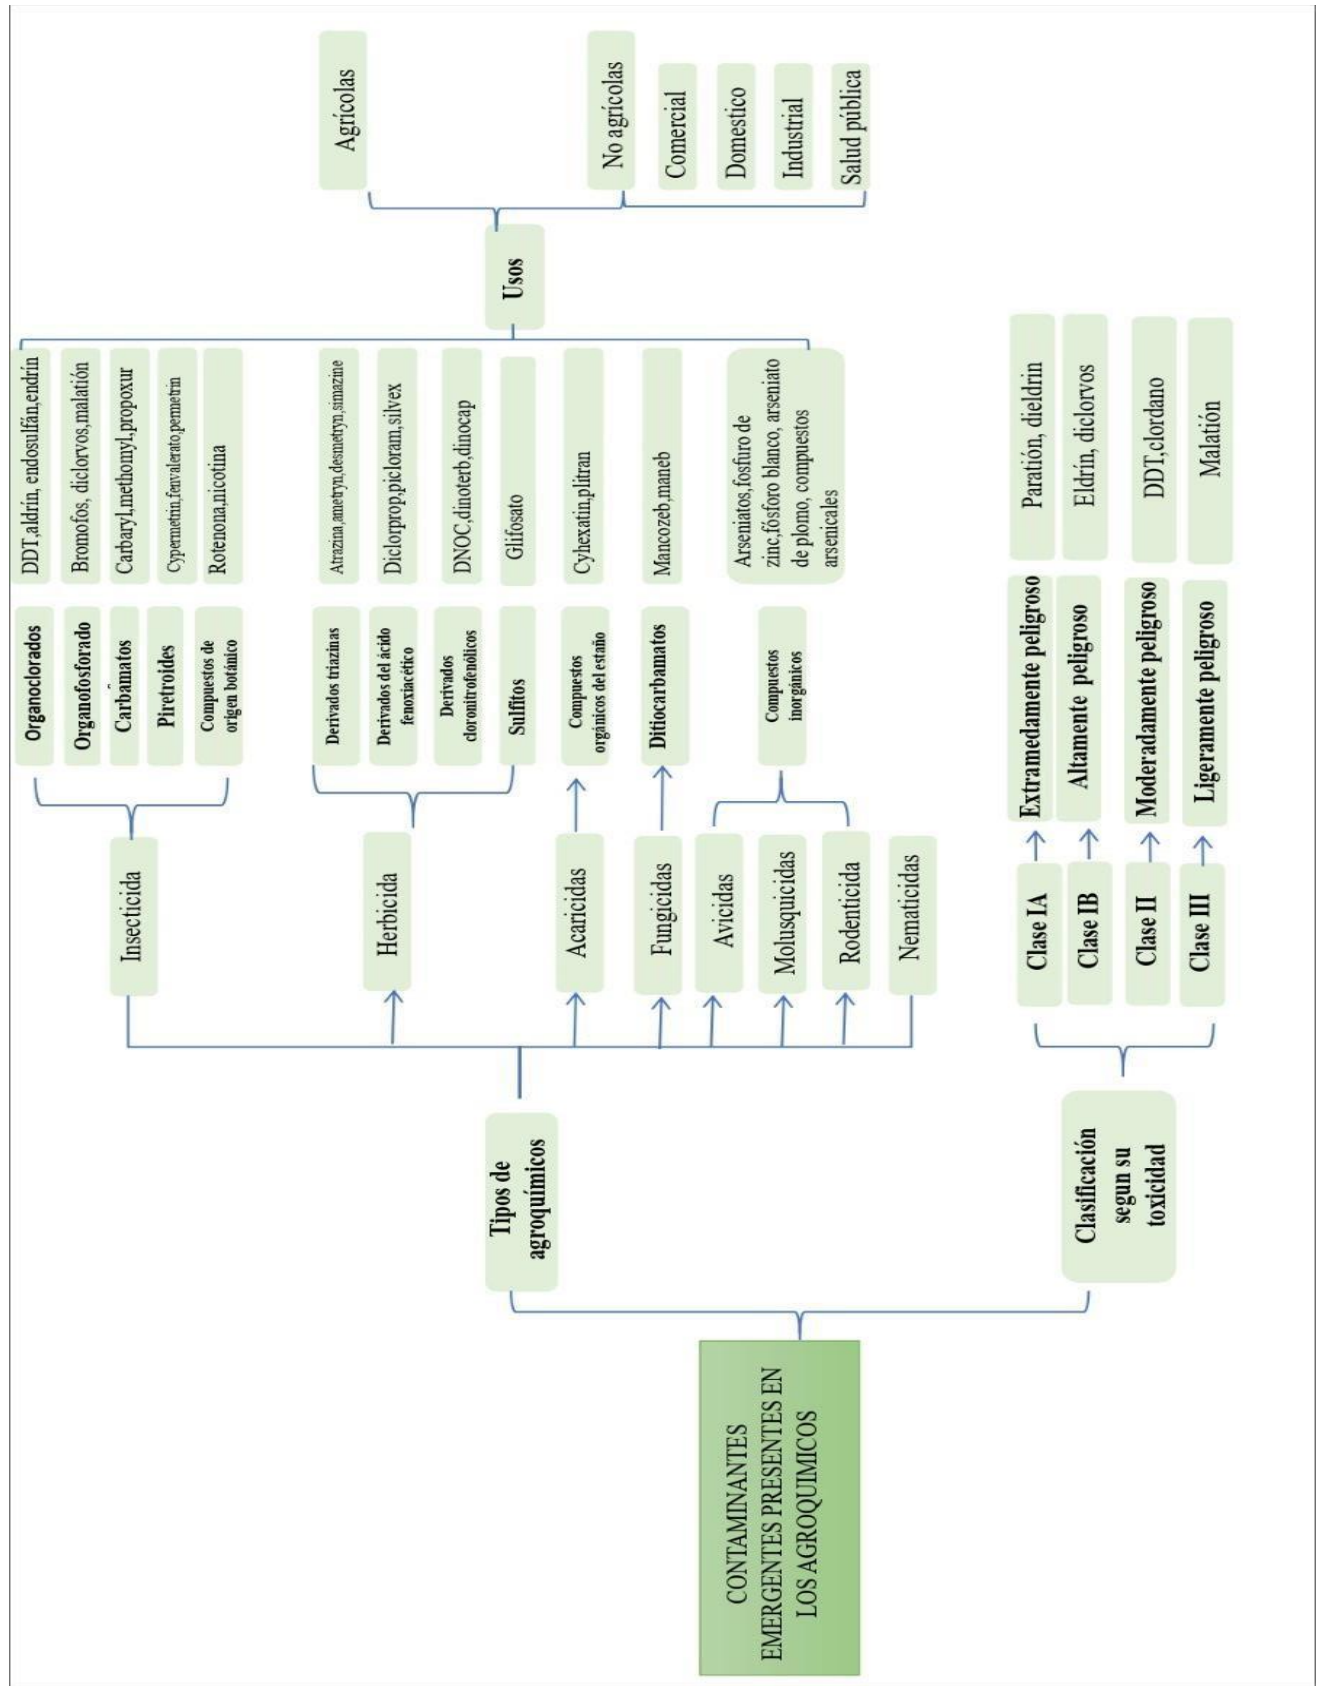 CONTAMINANTES
EMERGENTES PRESENTES EN
LOS AGROQUIMICOS
Tipos de
agroquímicos
Insecticida
Organoclorados
DDT,aldrín, endosulfán,endrín
Organofosforado
Bromofos, diclorvos,malatión
Carbamatos
Carbaryl,methomyl,propoxur
Piretroides
Cypermetrin,fenvalerato,permetrin
Compuestos de
origen botánico
Rotenona,nicotina
Herbicida
Derivados triazinas
Atrazina,ametryn,desmetryn,simazine
Derivados del ácido
fenoxiacético
Diclorprop,picloram,silvex
Derivados
cloronitrofenólicos
DNOC,dinoterb,dinocap
Sulfitos
Glifosato
Acaricidas
Compuestos
orgánicos del estaño
Cyhexatin,plitran
Fungicidas
Ditiocarbamatos
Mancozeb,maneb
Avicidas
Molusquicidas
Rodenticida
Compuestos
inorgánicos
Arseniatos,fosfuro de
zinc,fósforo blanco, arseniato
de plomo, compuestos
arsenicales
Nematicidas
Usos
Agrícolas
No agrícolas
Comercial
Domestico
Industrial
Salud pública
Clasificación
segun su
toxicidad
Clase IA
Extramedamente peligroso
Paratión, dieldrin
Clase IB
Altamente peligroso
Eldrín, diclorvos
Clase II
Moderadamente peligroso
DDT,clordano
Clase III
Ligeramente peligroso
Malatión